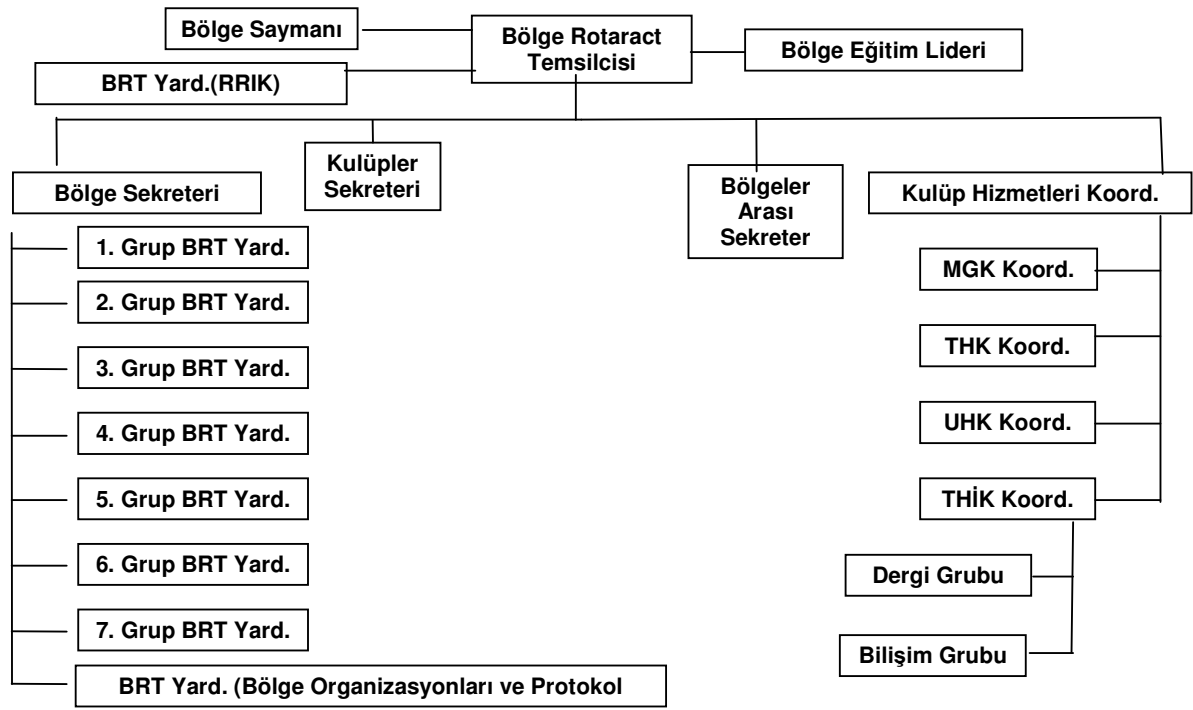 Bölge Saymanı
Bölge Rotaract
Temsilcisi
Bölge Eğitim Lideri
BRT Yard.(RRIK)
Bölge Sekreteri
Kulüpler
Sekreteri
Bölgeler
Arası
Sekreter
Kulüp Hizmetleri Koord.
1. Grup BRT Yard.
2. Grup BRT Yard.
3. Grup BRT Yard.
4. Grup BRT Yard.
5. Grup BRT Yard.
6. Grup BRT Yard.
7. Grup BRT Yard.
BRT Yard. (Bölge Organizasyonları ve Protokol
MGK Koord.
THK Koord.
UHK Koord.
THİK Koord.
Dergi Grubu
Bilişim Grubu